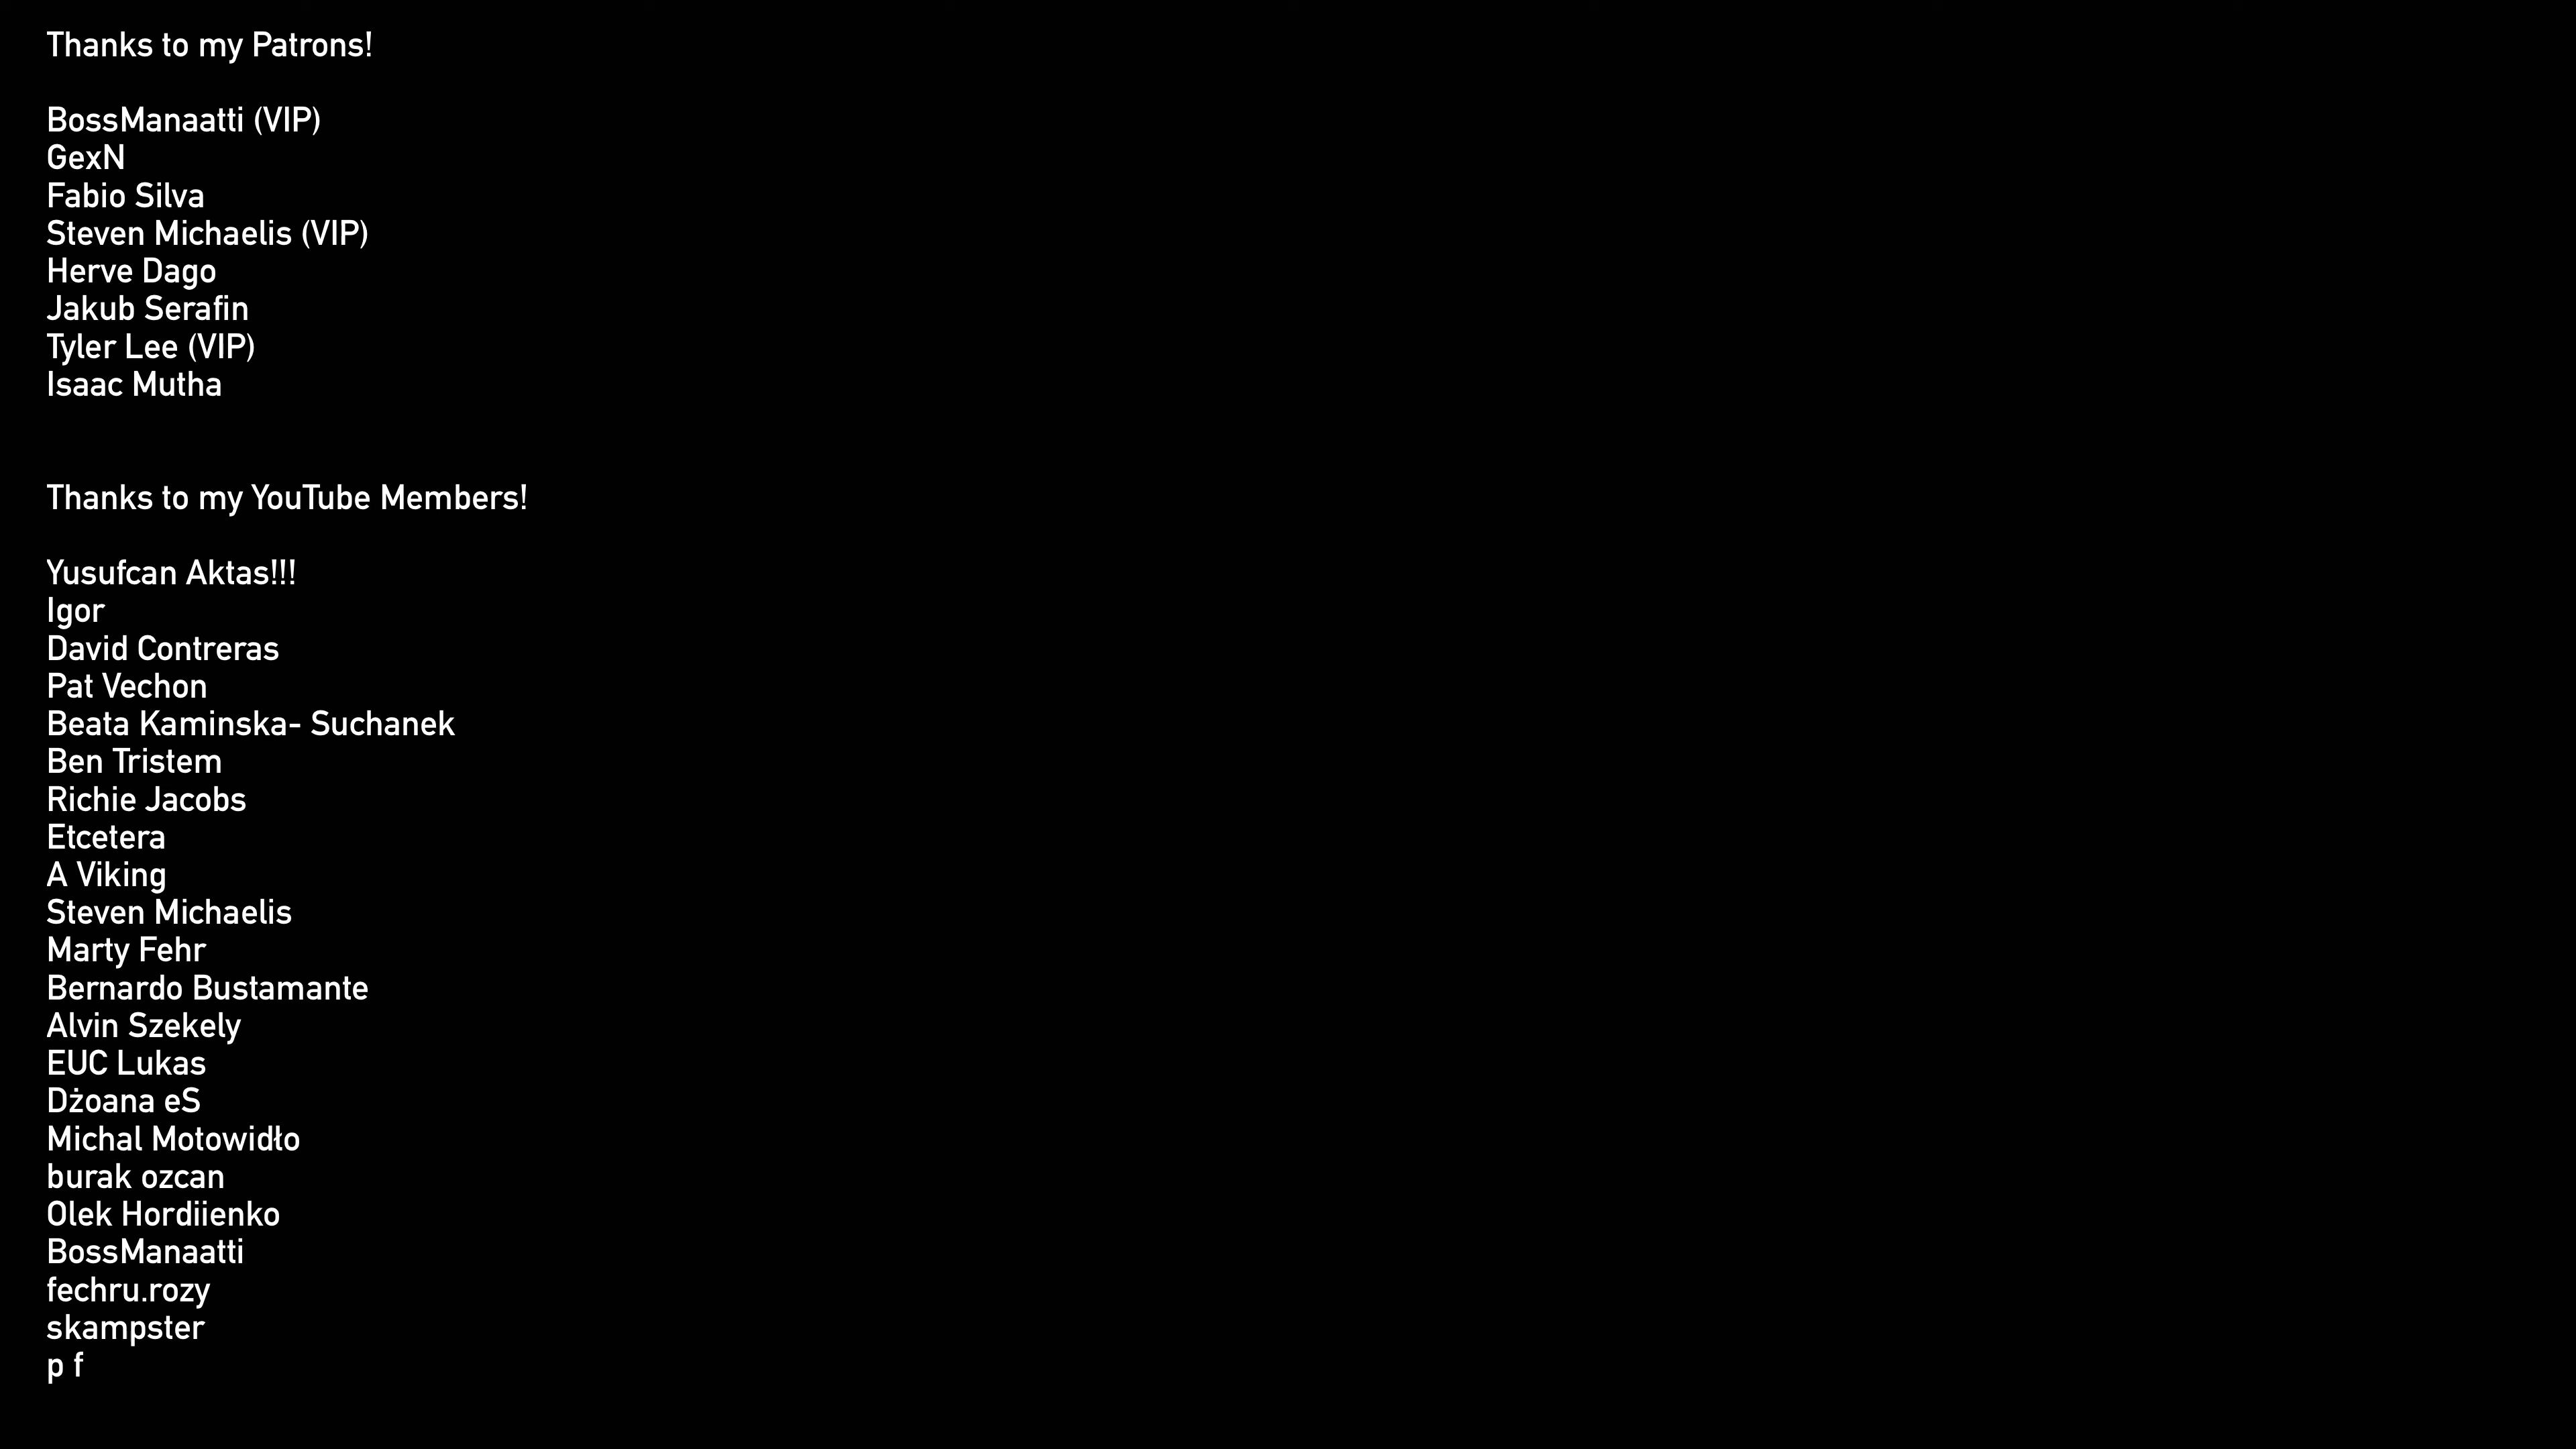 Thanks to my Patrons!
BossManaatti (VIP)
GexN
Fabio Silva
Steven Michaelis (VIP)
Herve Dago
Jakub Serafin
Tyler Lee (VIP)
Isaac Mutha
Thanks to my YouTube Members!
Yusufcan Aktas!!!
Igor
David Contreras
Pat Vechon
Beata Kaminska- Suchanek
Ben Tristem
Richie Jacobs
Etcetera
A Viking
Steven Michaelis
Marty Fehr
Bernardo Bustamante
Alvin Szekely
EUC Lukas
Dżoana eS
Michal Motowidło
burak ozcan
Olek Hordiienko
BossManaatti
fechru.rozy
skampster
p f